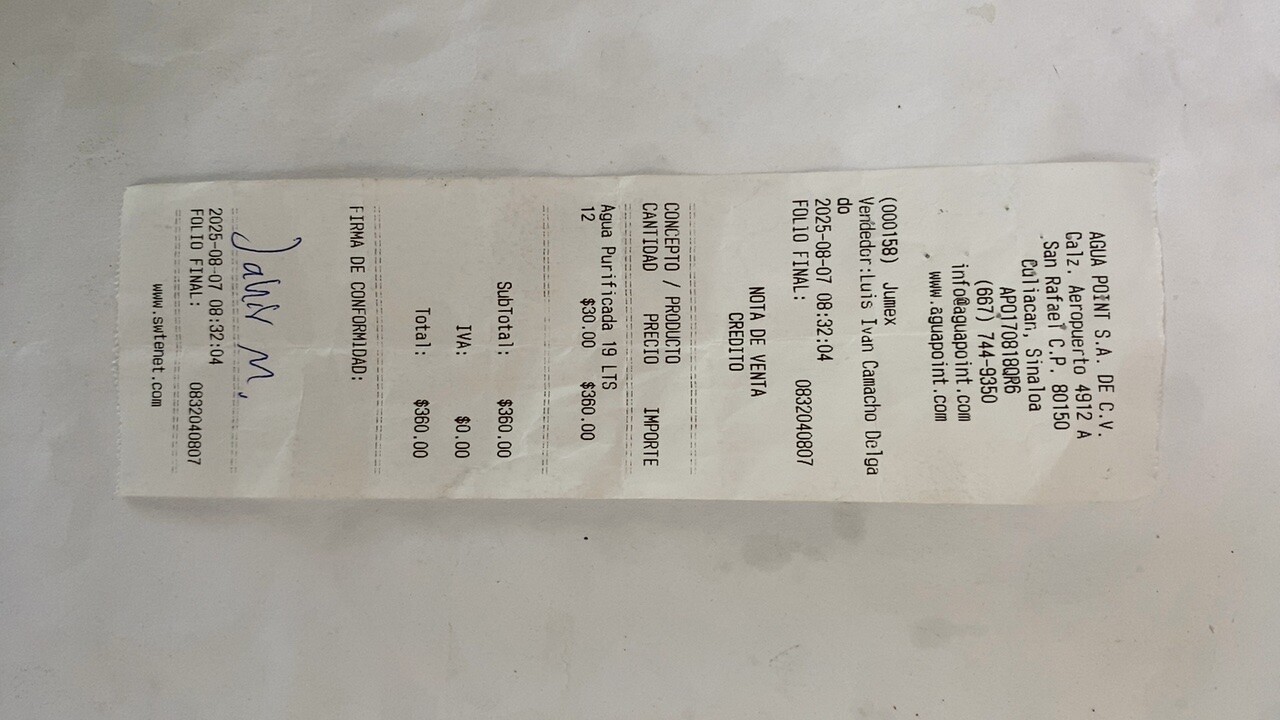 AGUA POINT S.A. DE C.V.
Calz. Aeropuerto 4912 A
San Rafael C.P. 80150
Culiacan, Sinaloa
APO170818QR6
(667) 744-9350
info@aguapoint.com
www.aguapoint.com
(000158) Jumex
Vendedor:Luis Ivan Camacho Delga
do
2025-08-07 08:32:04
FOLIO FINAL: 0832040807
NOTA DE VENTA
CREDITO
CONCEPTO / PRODUCTO
CANTIDAD PRECIO IMPORTE
Agua Purificada 19 LTS
12 $30.00 $360.00
SubTotal: $360.00
IVA: $0.00
Total: $360.00
FIRMA DE CONFORMIDAD:
Jahir M.
2025-08-07 08:32:04
FOLIO FINAL: 0832040807
www.swtenet.com